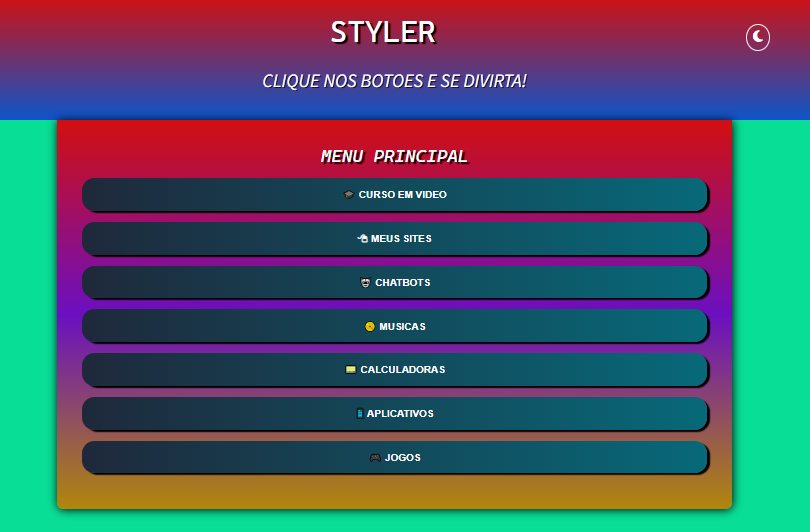 STYLER
CLIQUE NOS BOTOES E SE DIVIRTA!
MENU PRINCIPAL
CURSO EM VIDEO
MEUS SITES
CHATBOTS
MUSICAS
CALCULADORAS
APLICATIVOS
JOGOS